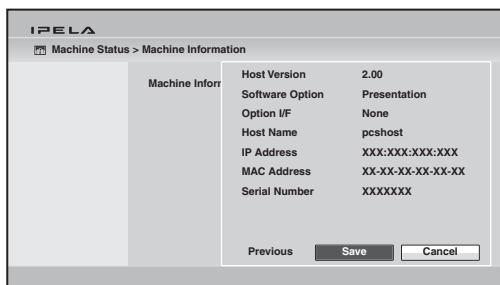 IPELA
Machine Status > Machine Information
Machine Infor
Host Version 2.00
Software Option Presentation
Option I/F None
Host Name pcshost
IP Address XXX:XXX:XXX:XXX
MAC Address XX-XX-XX-XX-XX-XX
Serial Number XXXXXXX
Previous Save Cancel